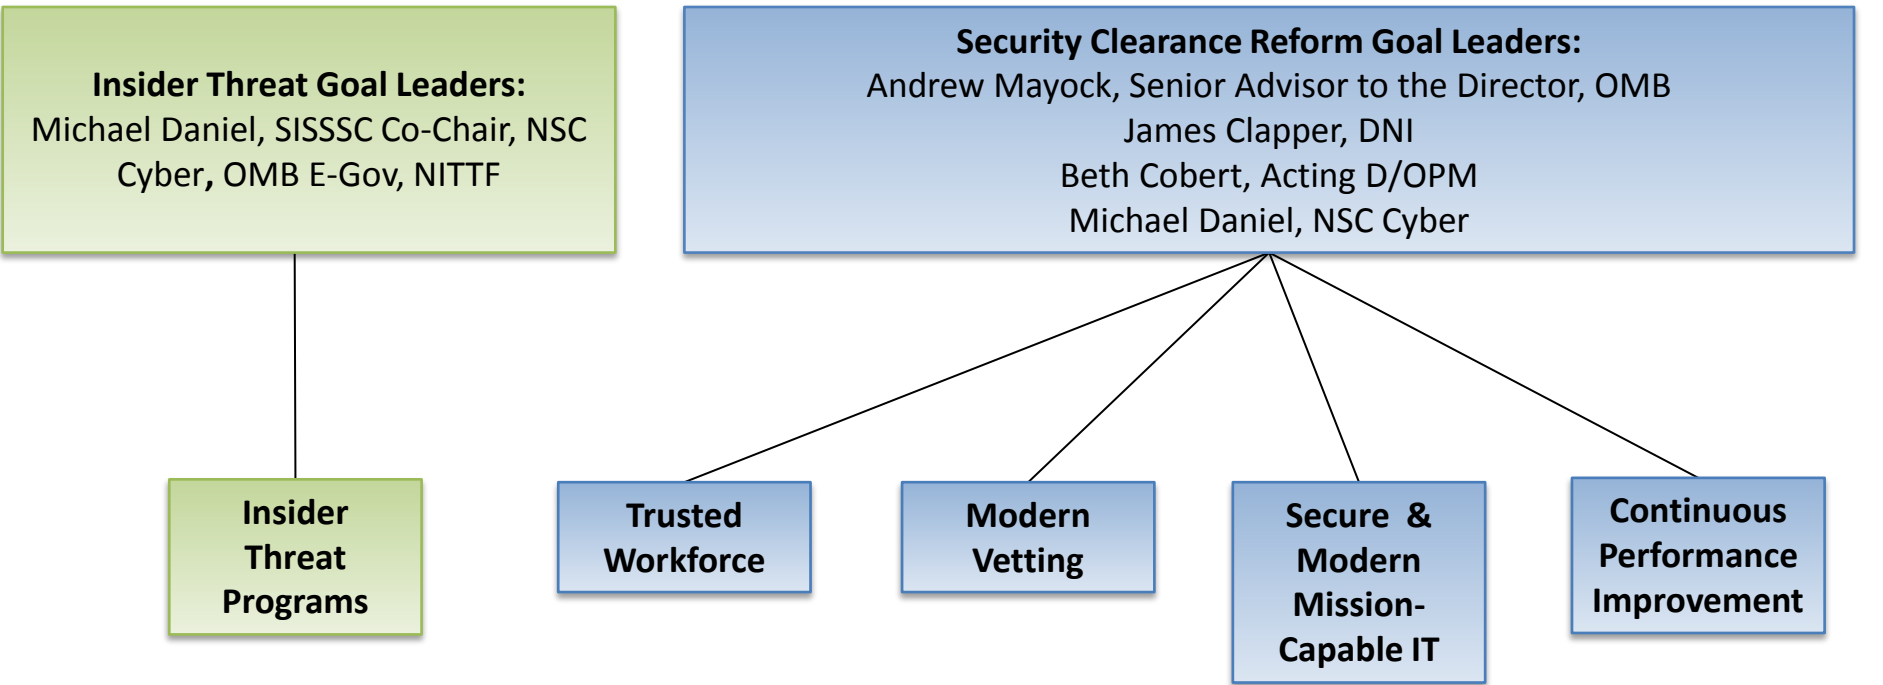 Insider Threat Goal Leaders:
Michael Daniel, SISSSC Co-Chair, NSC
Cyber, OMB E-Gov, NITTF
Security Clearance Reform Goal Leaders:
Andrew Mayock, Senior Advisor to the Director, OMB
James Clapper, DNI
Beth Cobert, Acting D/OPM
Michael Daniel, NSC Cyber
Insider
Threat
Programs
Trusted
Workforce
Modern
Vetting
Secure &
Modern
Mission-
Capable IT
Continuous
Performance
Improvement